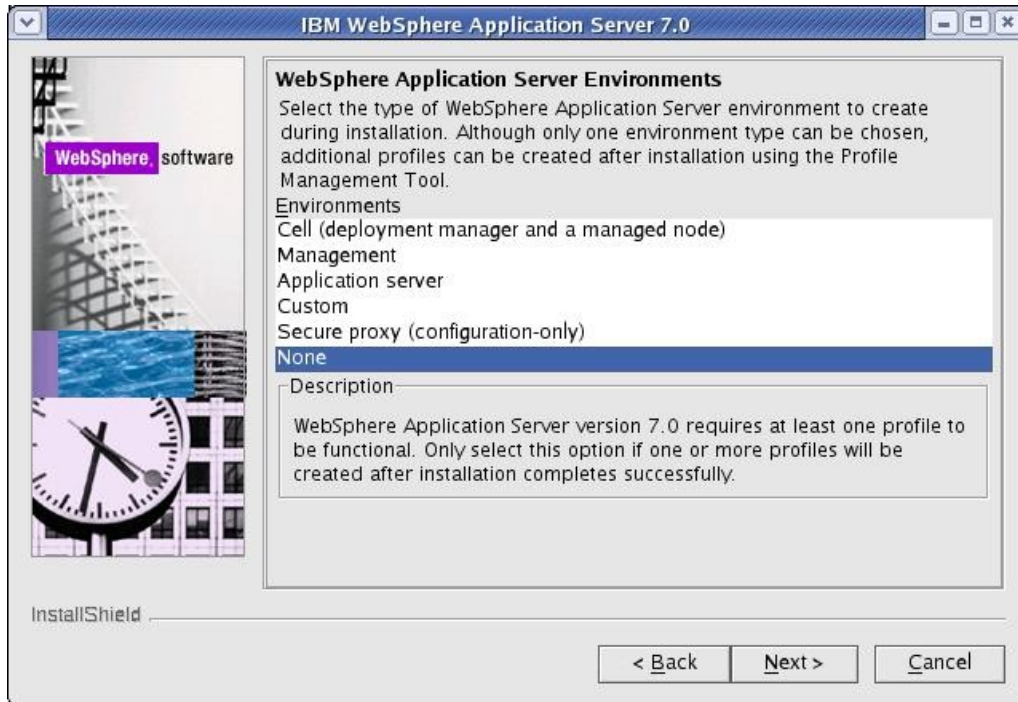 IBM WebSphere Application Server 7.0
WebSphere. software
WebSphere Application Server Environments
Select the type of WebSphere Application Server environment to create
during installation. Although only one environment type can be chosen,
additional profiles can be created after installation using the Profile
Management Tool.
Environments
Cell (deployment manager and a managed node)
Management
Application server
Custom
Secure proxy (configuration-only)
None
Description
WebSphere Application Server version 7.0 requires at least one profile to
be functional. Only select this option if one or more profiles will be
created after installation completes successfully.
InstallShield
< Back
Next >
Cancel